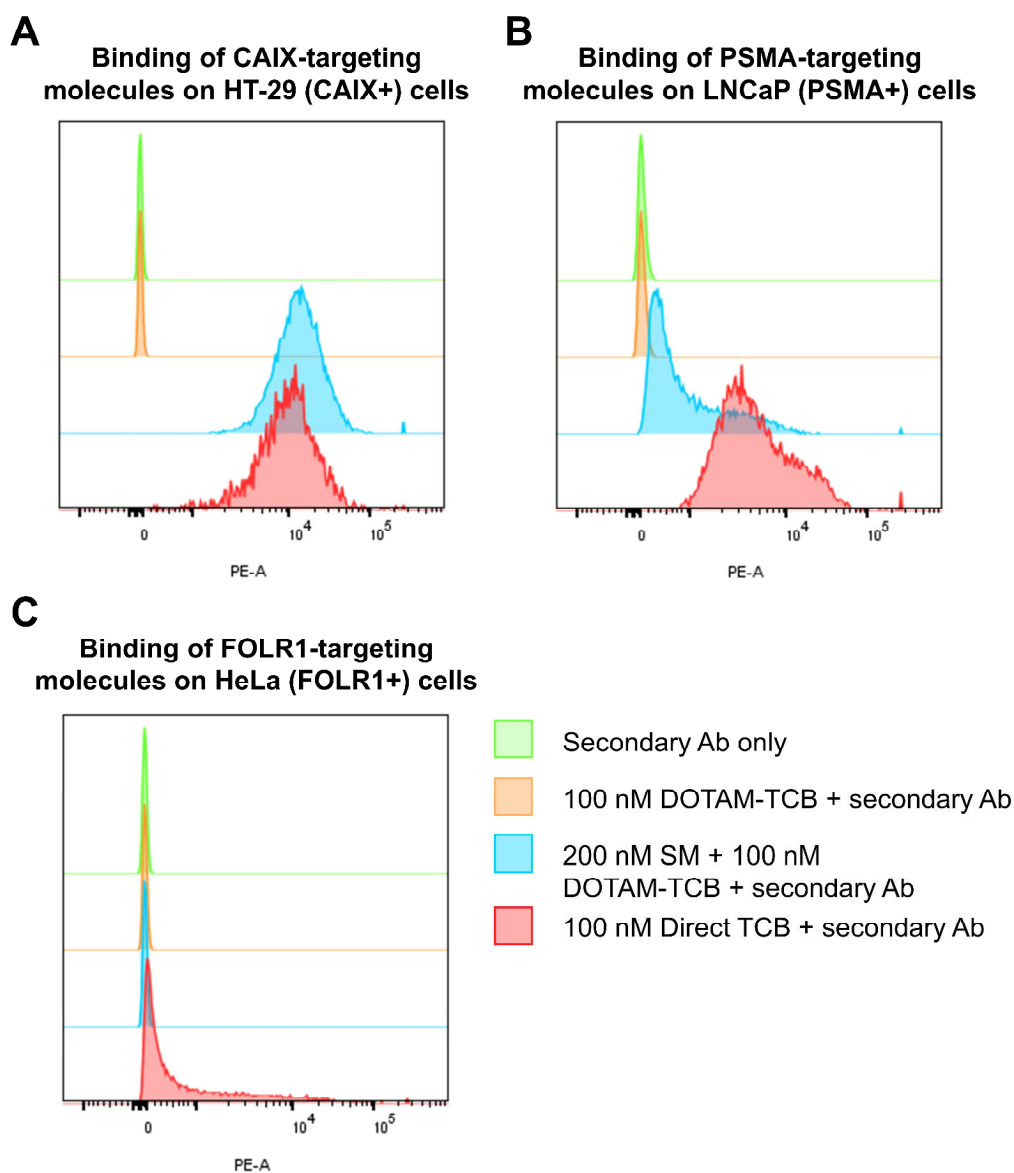 A
Binding of CAIX-targeting
molecules on HT-29 (CAIX+) cells
0
10^4
10^5
PE-A
B
Binding of PSMA-targeting
molecules on LNCaP (PSMA+) cells
0
10^4
10^5
PE-A
C
Binding of FOLR1-targeting
molecules on HeLa (FOLR1+) cells
0
10^4
10^5
PE-A
Secondary Ab only
100 nM DOTAM-TCB + secondary Ab
200 nM SM + 100 nM
DOTAM-TCB + secondary Ab
100 nM Direct TCB + secondary Ab